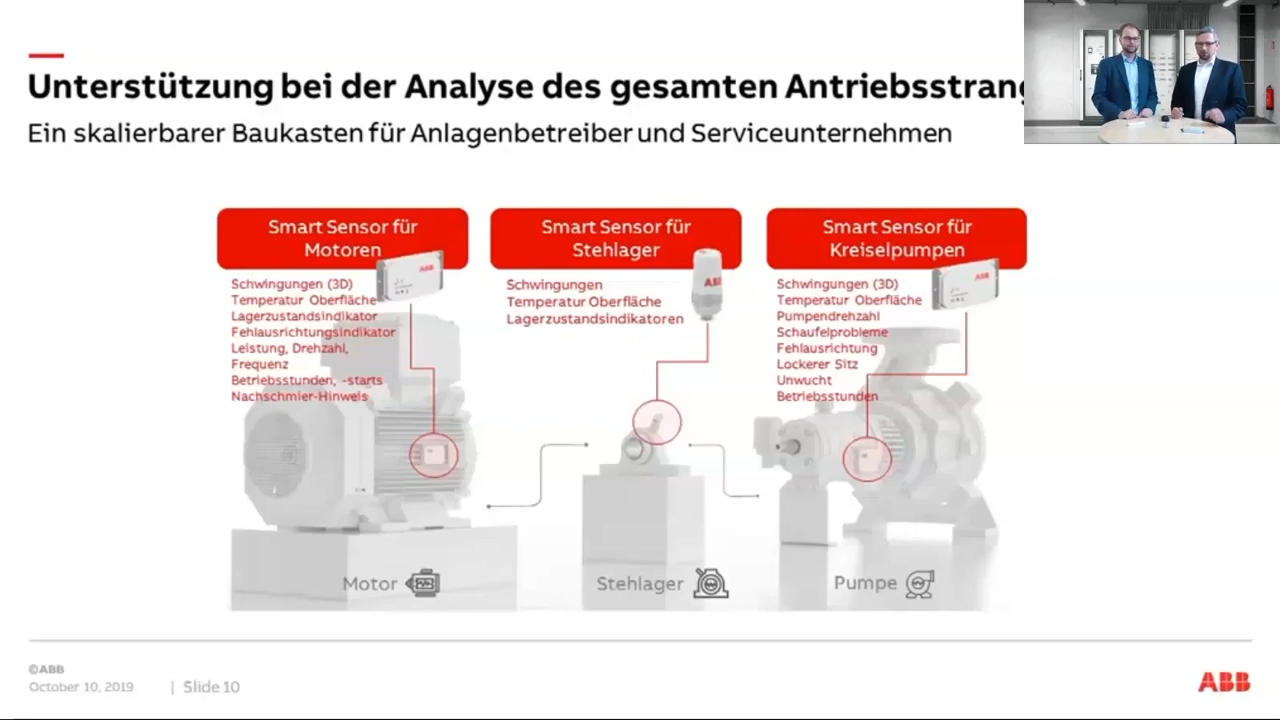 Unterstützung bei der Analyse des gesamten Antriebsstrang
Ein skalierbarer Baukasten für Anlagenbetreiber und Serviceunternehmen
Smart Sensor für
Motoren
ABB
Schwingungen (3D)
Temperatur Oberfläche
Lagerzustandsindikator
Fehlausrichtungsindikator
Leistung, Drehzahl,
Frequenz
Betriebsstunden, -starts
Nachschmier-Hinweis
Smart Sensor für
Stehlager
ABB
Schwingungen
Temperatur Oberfläche
Lagerzustandsindikatoren
Smart Sensor für
Kreiselpumpen
ABB
Schwingungen (3D)
Temperatur Oberfläche
Pumpendrehzahl
Schaufelprobleme
Fehlausrichtung
Lockerer Sitz
Unwucht
Betriebsstunden
Motor
Stehlager
Pumpe
©ABB
October 10, 2019 | Slide 10
ABB